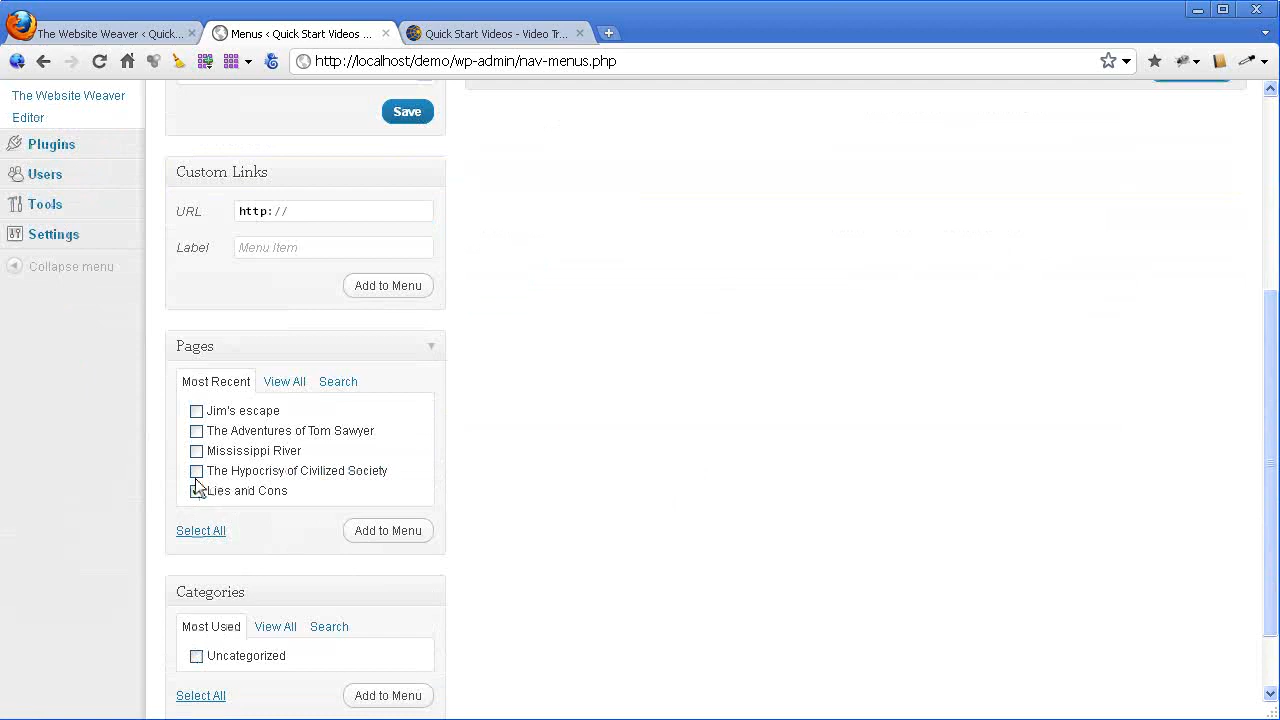 The Website Weaver ‹ Quick...
Menus ‹ Quick Start Videos ...
Quick Start Videos - Video Tr...
http://localhost/demo/wp-admin/nav-menus.php
The Website Weaver
Editor
Plugins
Users
Tools
Settings
Collapse menu
Save
Custom Links
URL http://
Label Menu Item
Add to Menu
Pages
Most Recent View All Search
Jim's escape
The Adventures of Tom Sawyer
Mississippi River
The Hypocrisy of Civilized Society
Lies and Cons
Select All Add to Menu
Categories
Most Used View All Search
Uncategorized
Select All Add to Menu